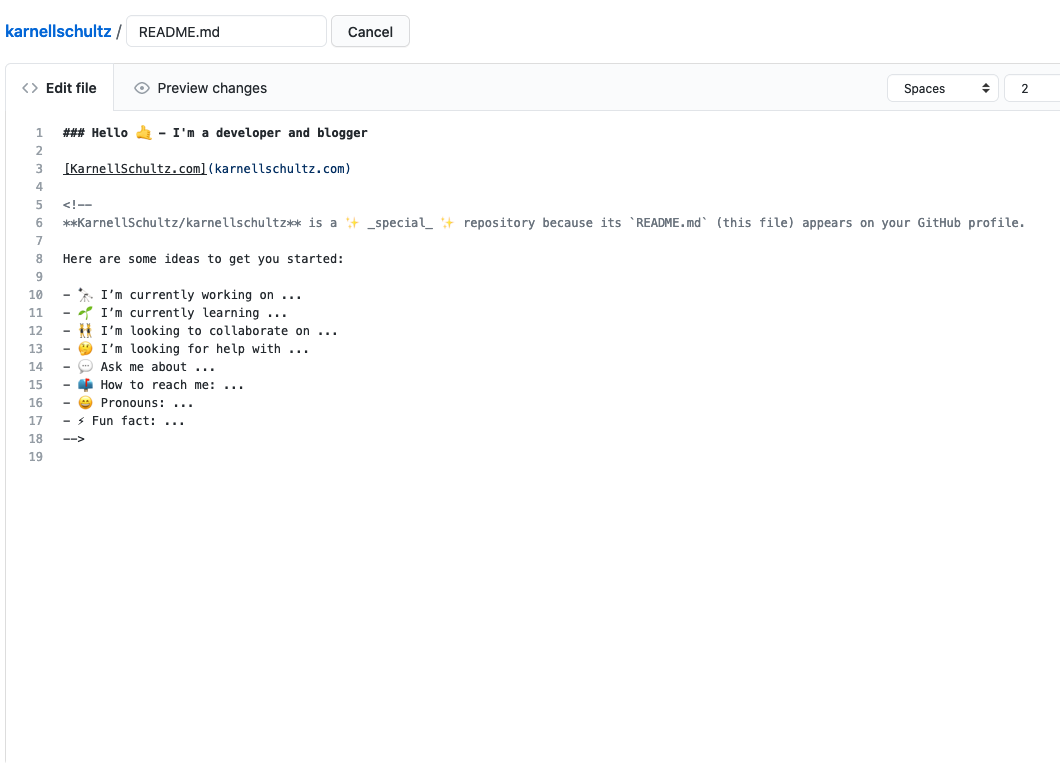 karnellschultz / README.md Cancel
<> Edit file Preview changes Spaces 2
1 ### Hello 🤙 – I'm a developer and blogger
2
3 [KarnellSchultz.com](karnellschultz.com)
4
5 <!--
6 **KarnellSchultz/karnellschultz** is a ✨ _special_ ✨ repository because its `README.md` (this file) appears on your GitHub profile.
7
8 Here are some ideas to get you started:
9
10 - 🔭 I’m currently working on ...
11 - 🌱 I’m currently learning ...
12 - 👯 I’m looking to collaborate on ...
13 - 🤔 I’m looking for help with ...
14 - 💬 Ask me about ...
15 - 📫 How to reach me: ...
16 - 😄 Pronouns: ...
17 - ⚡ Fun fact: ...
18 -->
19